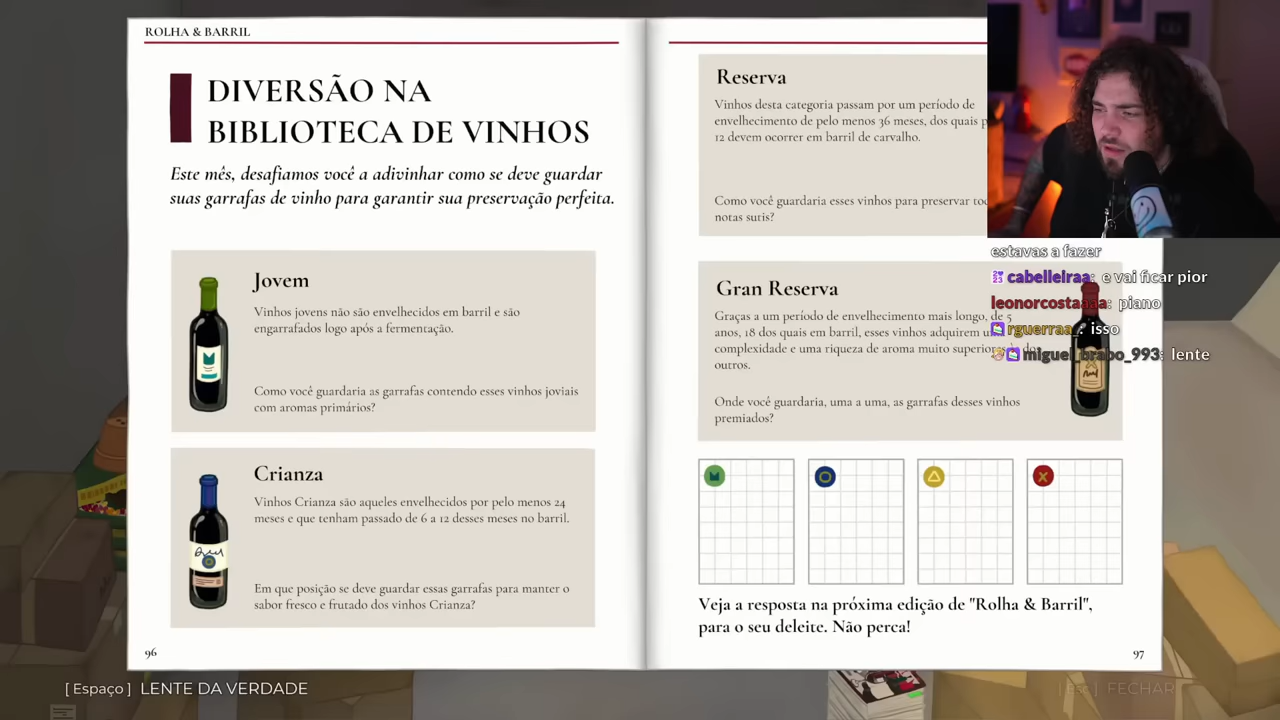 ROLHA & BARRIL
DIVERSÃO NA
BIBLIOTECA DE VINHOS
Este mês, desafiamos você a adivinhar como se deve guardar
suas garrafas de vinho para garantir sua preservação perfeita.
Jovem
Vinhos jovens não são envelhecidos em barril e são
engarrafados logo após a fermentação.
Como você guardaria as garrafas contendo esses vinhos joviais
com aromas primários?
Crianza
Vinhos Crianza são aqueles envelhecidos por pelo menos 24
meses e que tenham passado de 6 a 12 desses meses no barril.
Em que posição se deve guardar essas garrafas para manter o
sabor fresco e frutado dos vinhos Crianza?
96
Reserva
Vinhos desta categoria passam por um período de
envelhecimento de pelo menos 36 meses, dos quais
12 devem ocorrer em barril de carvalho.
Como você guardaria esses vinhos para preservar
notas sutis?
Gran Reserva
Graças a um período de envelhecimento mais longo, de 5
anos, 18 dos quais em barril, esses vinhos adquirem
complexidade e uma riqueza de aroma muito
outros.
Onde você guardaria, uma a uma, as garrafas desses vinhos
premiados?
Veja a resposta na próxima edição de "Rolha & Barril",
para o seu deleite. Não perca!
97
estavas a fazer
cabelleiraa: e vai ficar pior
leonorcostaaaa: piano
rguerraa_: isso
miguel_brabo_993: lente
[ Espaço ] LENTE DA VERDADE
[ Esc ] FECHAR